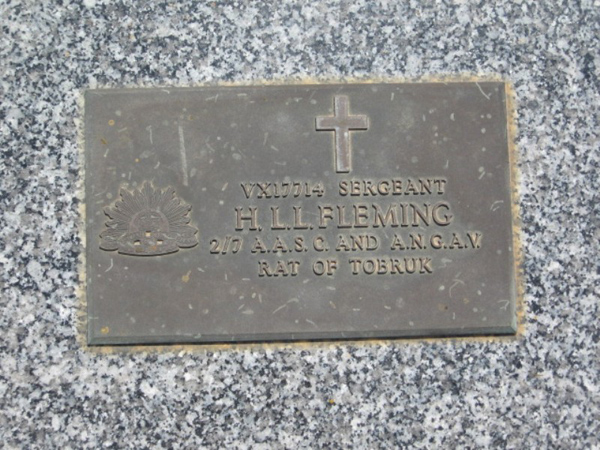 VX17714 SERGEANT
H. L. L. FLEMING
2/7 A.A.S.C. AND A.N.G.A.V.
RAT OF TOBRUK